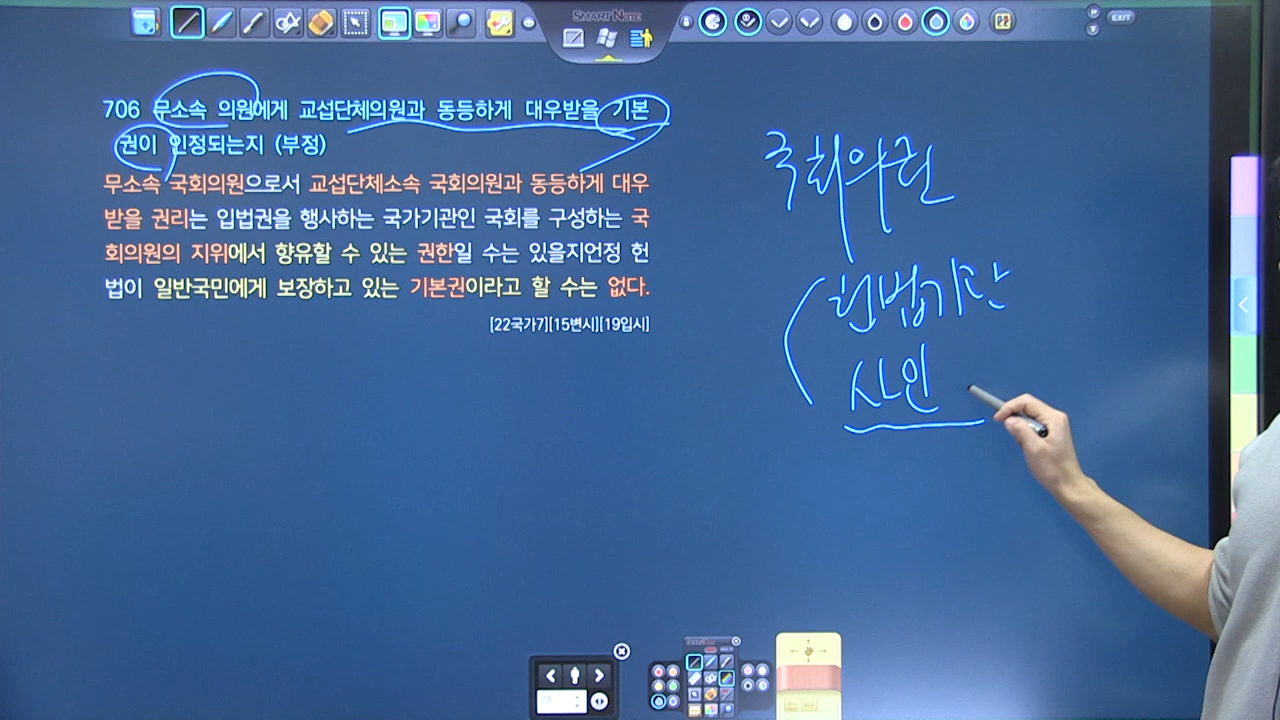 SMART NOTE
EXIT
706 무소속 의원에게 교섭단체의원과 동등하게 대우받을 기본
권이 인정되는지 (부정)
무소속 국회의원으로서 교섭단체소속 국회의원과 동등하게 대우
받을 권리는 입법권을 행사하는 국가기관인 국회를 구성하는 국
회의원의 지위에서 향유할 수 있는 권한일 수는 있을지언정 헌
법이 일반국민에게 보장하고 있는 기본권이라고 할 수는 없다.
[22국가7][15변시][19입시]
국회의원
헌법기관
사인